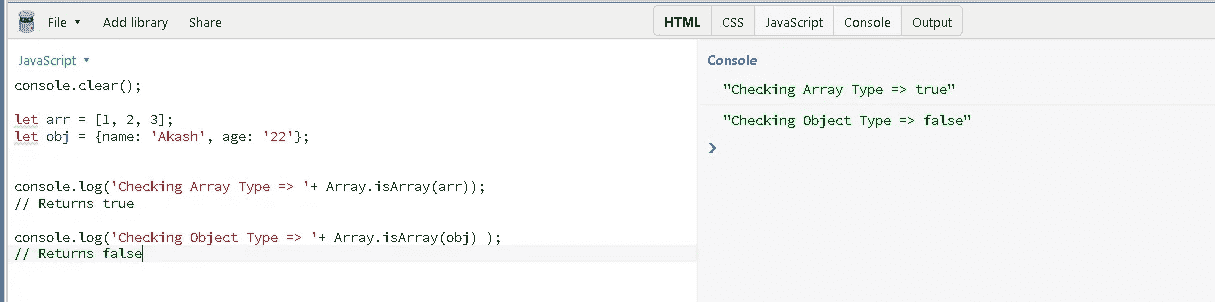 File ▾ Add library Share HTML CSS JavaScript Console Output
JavaScript ▾
console.clear();
let arr = [1, 2, 3];
let obj = {name: 'Akash', age: '22'};
console.log('Checking Array Type => '+ Array.isArray(arr));
// Returns true
console.log('Checking Object Type => '+ Array.isArray(obj) );
// Returns false
Console
"Checking Array Type => true"
"Checking Object Type => false"
>